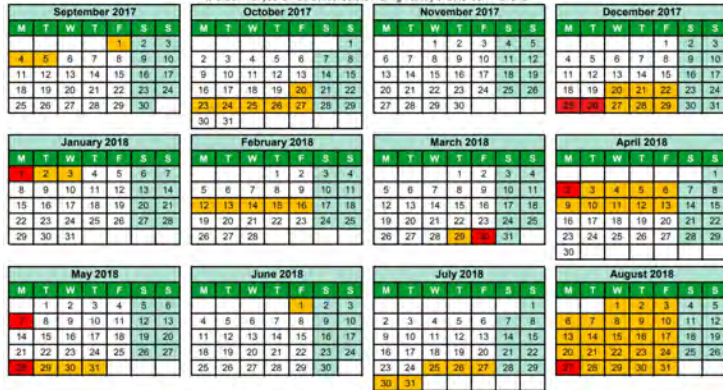 September 2017
M T W T F S S
1 2 3
4 5 6 7 8 9 10
11 12 13 14 15 16 17
18 19 20 21 22 23 24
25 26 27 28 29 30
October 2017
M T W T F S S
1
2 3 4 5 6 7 8
9 10 11 12 13 14 15
16 17 18 19 20 21 22
23 24 25 26 27 28 29
30 31
November 2017
M T W T F S S
1 2 3 4 5
6 7 8 9 10 11 12
13 14 15 16 17 18 19
20 21 22 23 24 25 26
27 28 29 30
December 2017
M T W T F S S
1 2 3
4 5 6 7 8 9 10
11 12 13 14 15 16 17
18 19 20 21 22 23 24
25 26 27 28 29 30 31
January 2018
M T W T F S S
1 2 3 4 5 6 7
8 9 10 11 12 13 14
15 16 17 18 19 20 21
22 23 24 25 26 27 28
29 30 31
February 2018
M T W T F S S
1 2 3 4
5 6 7 8 9 10 11
12 13 14 15 16 17 18
19 20 21 22 23 24 25
26 27 28
March 2018
M T W T F S S
1 2 3 4
5 6 7 8 9 10 11
12 13 14 15 16 17 18
19 20 21 22 23 24 25
26 27 28 29 30 31
April 2018
M T W T F S S
1
2 3 4 5 6 7 8
9 10 11 12 13 14 15
16 17 18 19 20 21 22
23 24 25 26 27 28 29
30
May 2018
M T W T F S S
1 2 3 4 5 6
7 8 9 10 11 12 13
14 15 16 17 18 19 20
21 22 23 24 25 26 27
28 29 30 31
June 2018
M T W T F S S
1 2 3
4 5 6 7 8 9 10
11 12 13 14 15 16 17
18 19 20 21 22 23 24
25 26 27 28 29 30
July 2018
M T W T F S S
1
2 3 4 5 6 7 8
9 10 11 12 13 14 15
16 17 18 19 20 21 22
23 24 25 26 27 28 29
30 31
August 2018
M T W T F S S
1 2 3 4 5
6 7 8 9 10 11 12
13 14 15 16 17 18 19
20 21 22 23 24 25 26
27 28 29 30 31